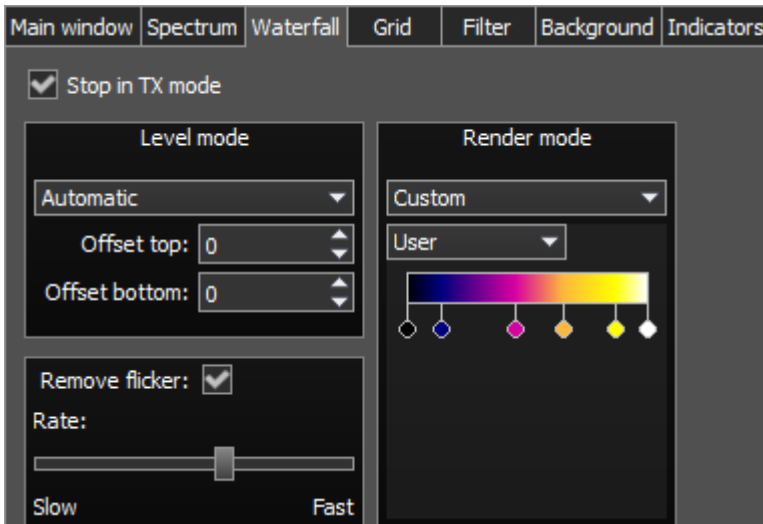 Main window Spectrum Waterfall Grid Filter Background Indicators
Stop in TX mode
Level mode
Automatic
Offset top: 0
Offset bottom: 0
Render mode
Custom
User
Remove flicker:
Rate:
Slow Fast